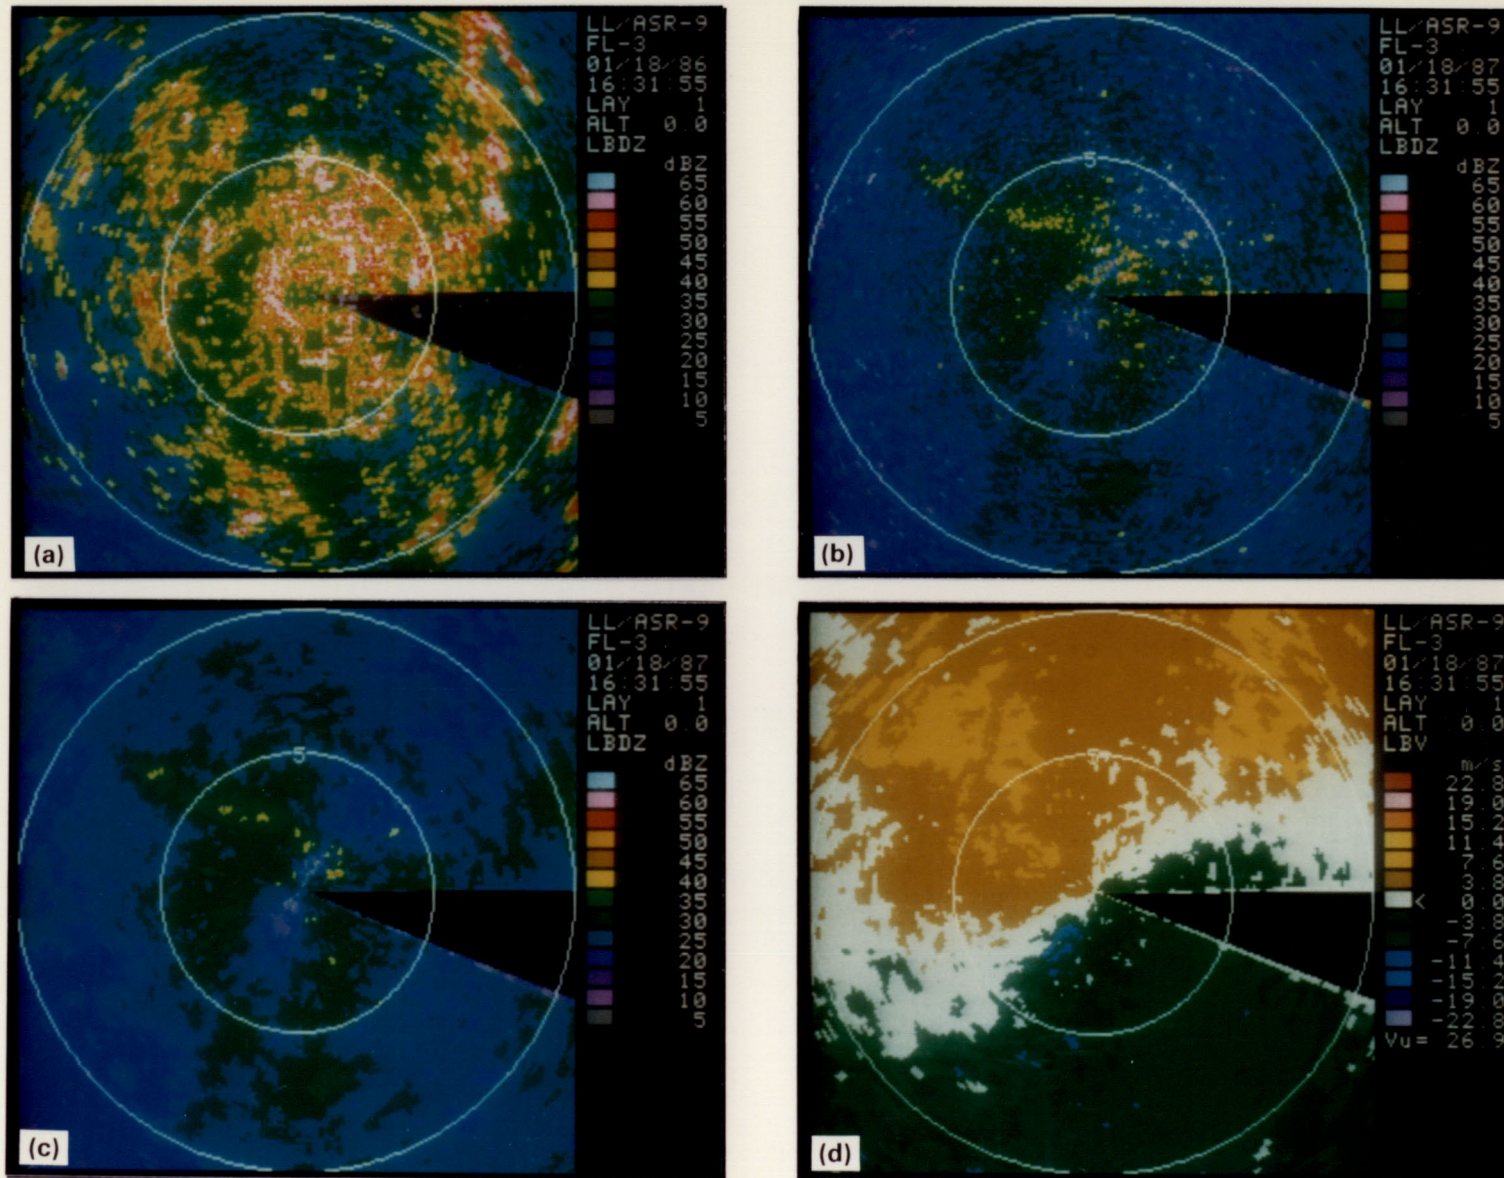 LL/ASR-9
FL-3
01/18/86
16:31:55
LAY 1
ALT 0.0
LBDZ
dBZ
65
60
55
50
45
40
35
30
25
20
15
10
5
(a)
LL/ASR-9
FL-3
01/18/87
16:31:55
LAY 1
ALT 0.0
LBDZ
dBZ
65
60
55
50
45
40
35
30
25
20
15
10
5
5
(b)
LL/ASR-9
FL-3
01/18/87
16:31:55
LAY 1
ALT 0.0
LBDZ
dBZ
65
60
55
50
45
40
35
30
25
20
15
10
5
5
(c)
LL/ASR-9
FL-3
01/18/87
16:31:55
LAY 1
ALT 0.0
LBV
m/s
22.8
19.0
15.2
11.4
7.6
3.8
< 0.0
-3.8
-7.6
-11.4
-15.2
-19.0
-22.8
Vu= 26.9
5
(d)